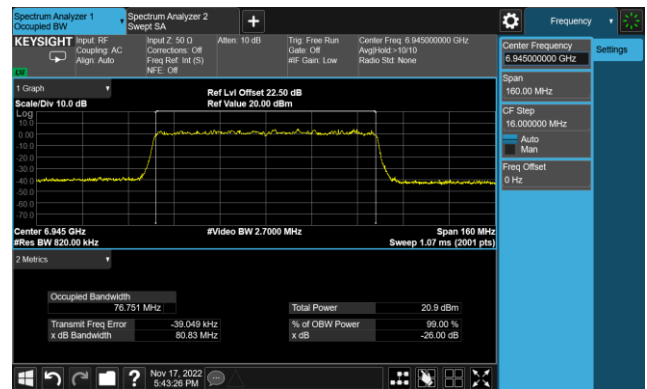 Spectrum Analyzer 1
Occupied BW
Spectrum Analyzer 2
Swept SA
Frequency
KEYSIGHT
Input: RF
Coupling: AC
Align: Auto
Input Z: 50 Ω
Corrections: Off
Freq Ref: Int (S)
NFE: Off
Atten: 10 dB
Trig: Free Run
Gate: Off
#IF Gain: Low
Center Freq: 6.945000000 GHz
Avg|Hold:>10/10
Radio Std: None
Center Frequency
6.945000000 GHz
Settings
Span
160.00 MHz
CF Step
16.000000 MHz
Auto
Man
Freq Offset
0 Hz
1 Graph
Scale/Div 10.0 dB
Ref Lvl Offset 22.50 dB
Ref Value 20.00 dBm
Log
10.0
0.00
-10.0
-20.0
-30.0
-40.0
-50.0
-60.0
-70.0
Center 6.945 GHz
#Res BW 820.00 kHz
#Video BW 2.7000 MHz
Span 160 MHz
Sweep 1.07 ms (2001 pts)
2 Metrics
Occupied Bandwidth
76.751 MHz
Total Power 20.9 dBm
Transmit Freq Error -39.049 kHz
% of OBW Power 99.00 %
x dB Bandwidth 80.83 MHz
x dB -26.00 dB
?
Nov 17, 2022
5:43:26 PM